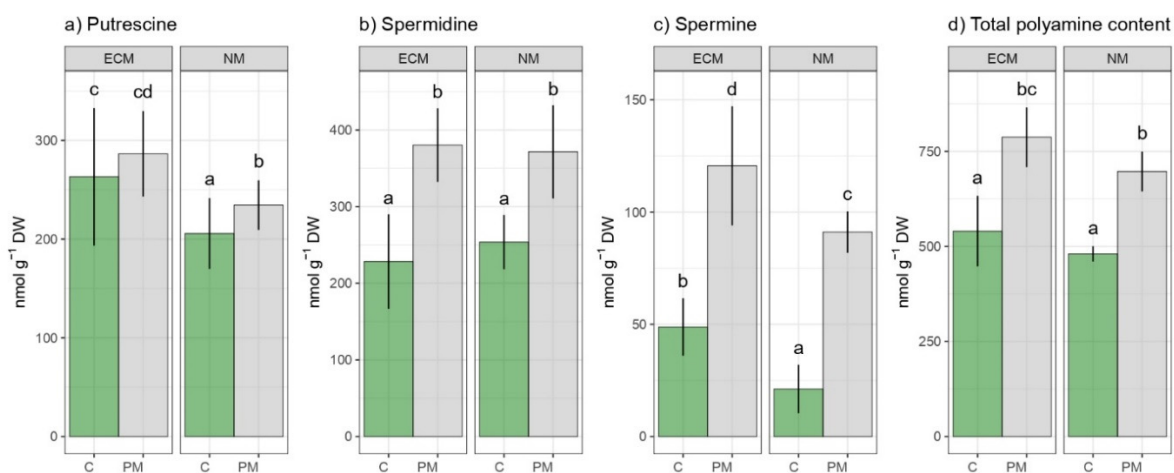 a) Putrescine
ECM NM
nmol g⁻¹ DW
300
200
100
0
c cd a b
C PM C PM
b) Spermidine
ECM NM
nmol g⁻¹ DW
400
300
200
100
0
a b a b
C PM C PM
c) Spermine
ECM NM
nmol g⁻¹ DW
150
100
50
0
b d a c
C PM C PM
d) Total polyamine content
ECM NM
nmol g⁻¹ DW
750
500
250
0
a bc a b
C PM C PM